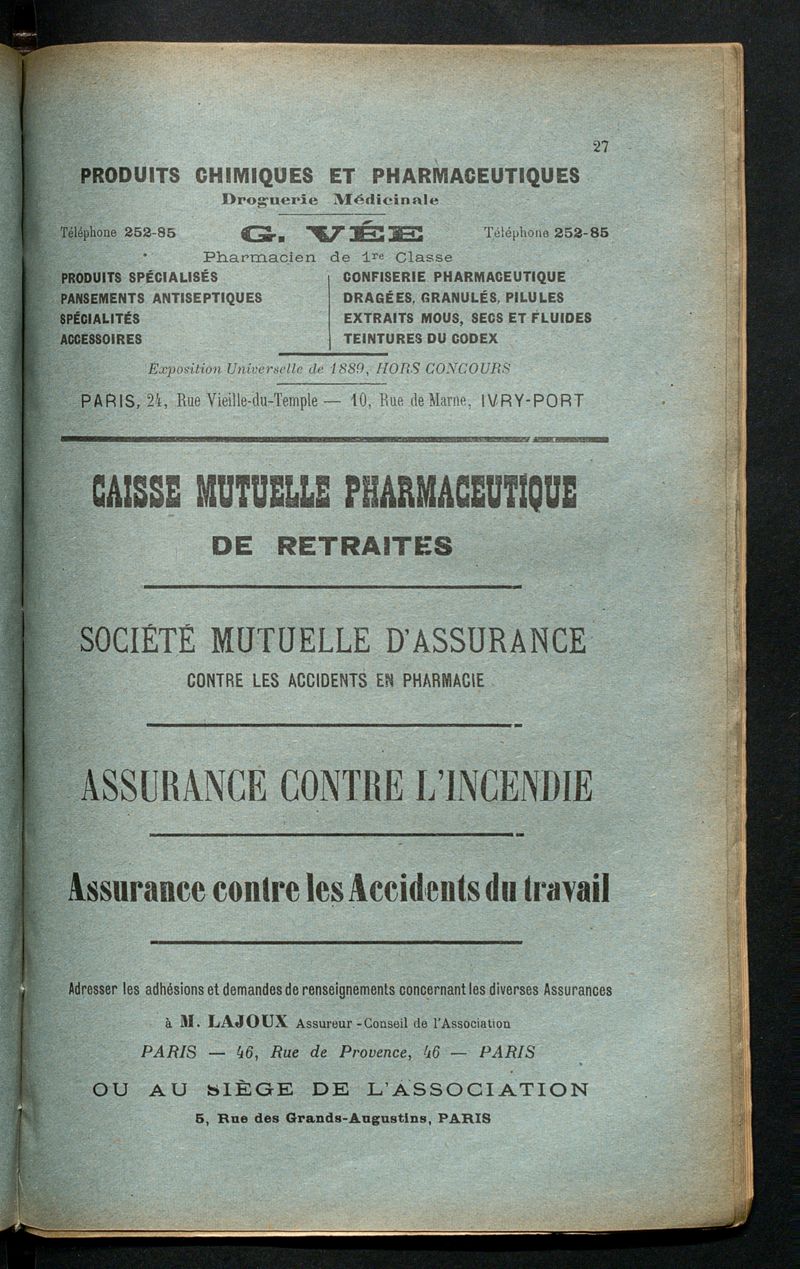 27
PRODUITS CHIMIQUES ET PHARMACEUTIQUES
Droguerie Médicinale
Téléphone 252-85 G. VÉE Téléphone 252-85
Pharmacien de 1re Classe
PRODUITS SPÉCIALISÉS
PANSEMENTS ANTISEPTIQUES
SPÉCIALITÉS
ACCESSOIRES
CONFISERIE PHARMACEUTIQUE
DRAGÉES, GRANULÉS, PILULES
EXTRAITS MOUS, SECS ET FLUIDES
TEINTURES DU CODEX
Exposition Universelle de 1889, HORS CONCOURS
PARIS, 24, Rue Vieille-du-Temple — 10, Rue de Marne, IVRY-PORT
CAISSE MUTUELLE PHARMACEUTIQUE
DE RETRAITES
SOCIÉTÉ MUTUELLE D'ASSURANCE
CONTRE LES ACCIDENTS EN PHARMACIE
ASSURANCE CONTRE L'INCENDIE
Assurance contre les Accidents du travail
Adresser les adhésions et demandes de renseignements concernant les diverses Assurances
à M. LAJOUX Assureur-Conseil de l'Association
PARIS — 46, Rue de Provence, 46 — PARIS
OU AU SIÈGE DE L'ASSOCIATION
5, Rue des Grands-Augustins, PARIS